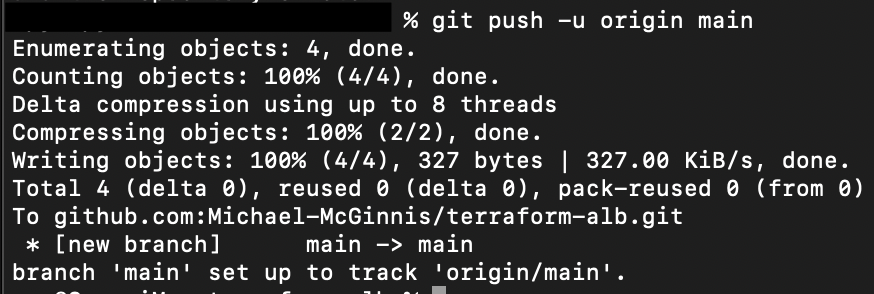 % git push -u origin main
Enumerating objects: 4, done.
Counting objects: 100% (4/4), done.
Delta compression using up to 8 threads
Compressing objects: 100% (2/2), done.
Writing objects: 100% (4/4), 327 bytes | 327.00 KiB/s, done.
Total 4 (delta 0), reused 0 (delta 0), pack-reused 0 (from 0)
To github.com:Michael-McGinnis/terraform-alb.git
 * [new branch]      main -> main
branch 'main' set up to track 'origin/main'.